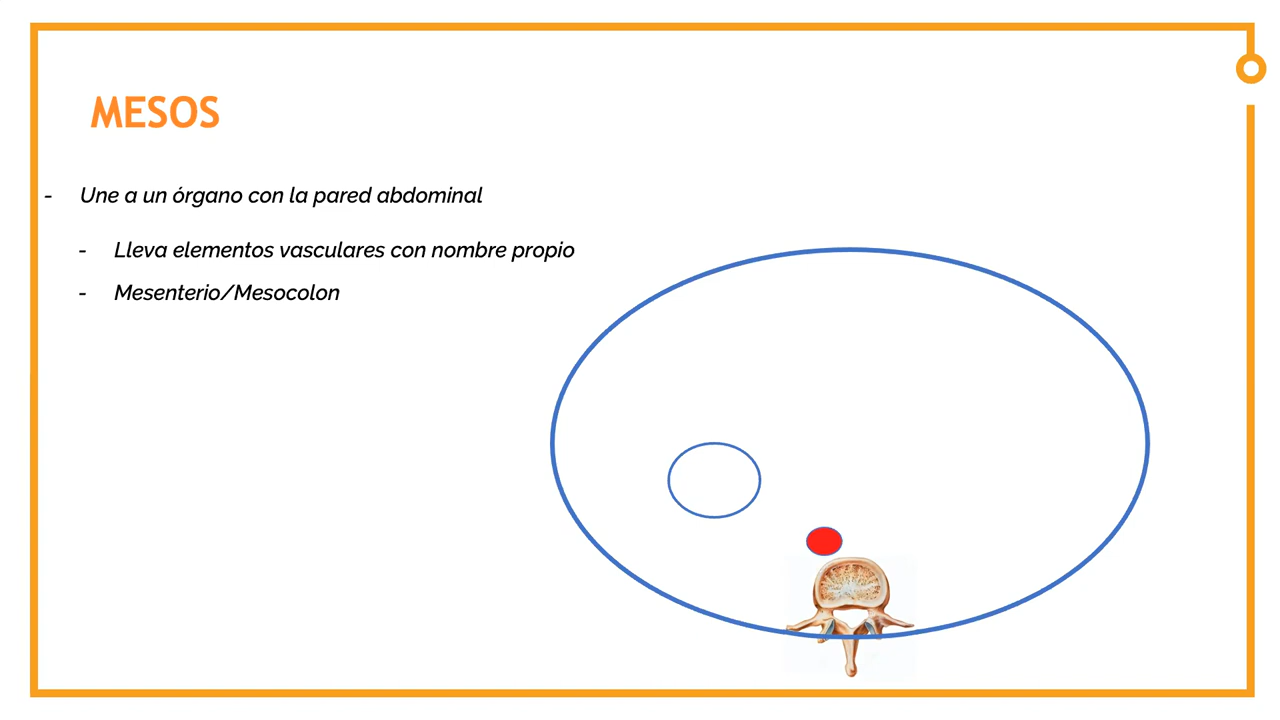 MESOS
- Une a un órgano con la pared abdominal
- Lleva elementos vasculares con nombre propio
- Mesenterio/Mesocolon